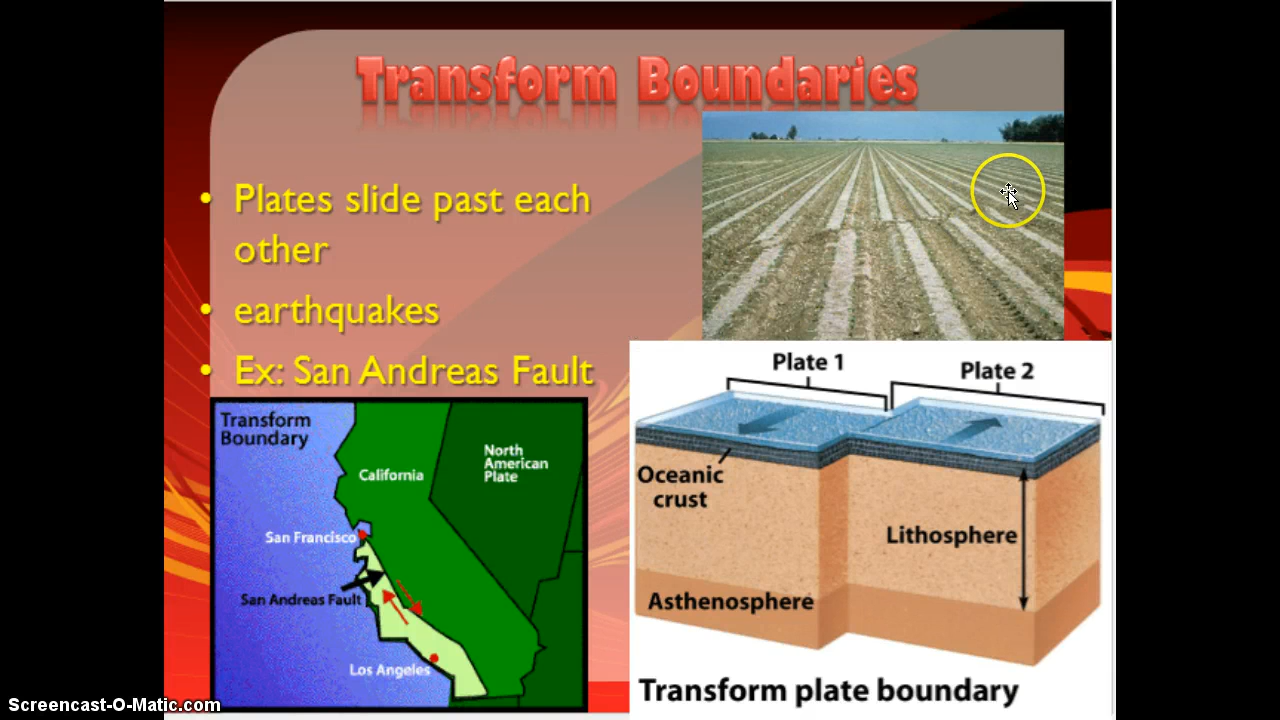 Transform Boundaries
• Plates slide past each
other
• earthquakes
• Ex: San Andreas Fault
Transform
Boundary
North
American
Plate
California
San Francisco
San Andreas Fault
Los Angeles
Plate 1
Plate 2
Oceanic
crust
Lithosphere
Asthenosphere
Transform plate boundary
Screencast-O-Matic.com